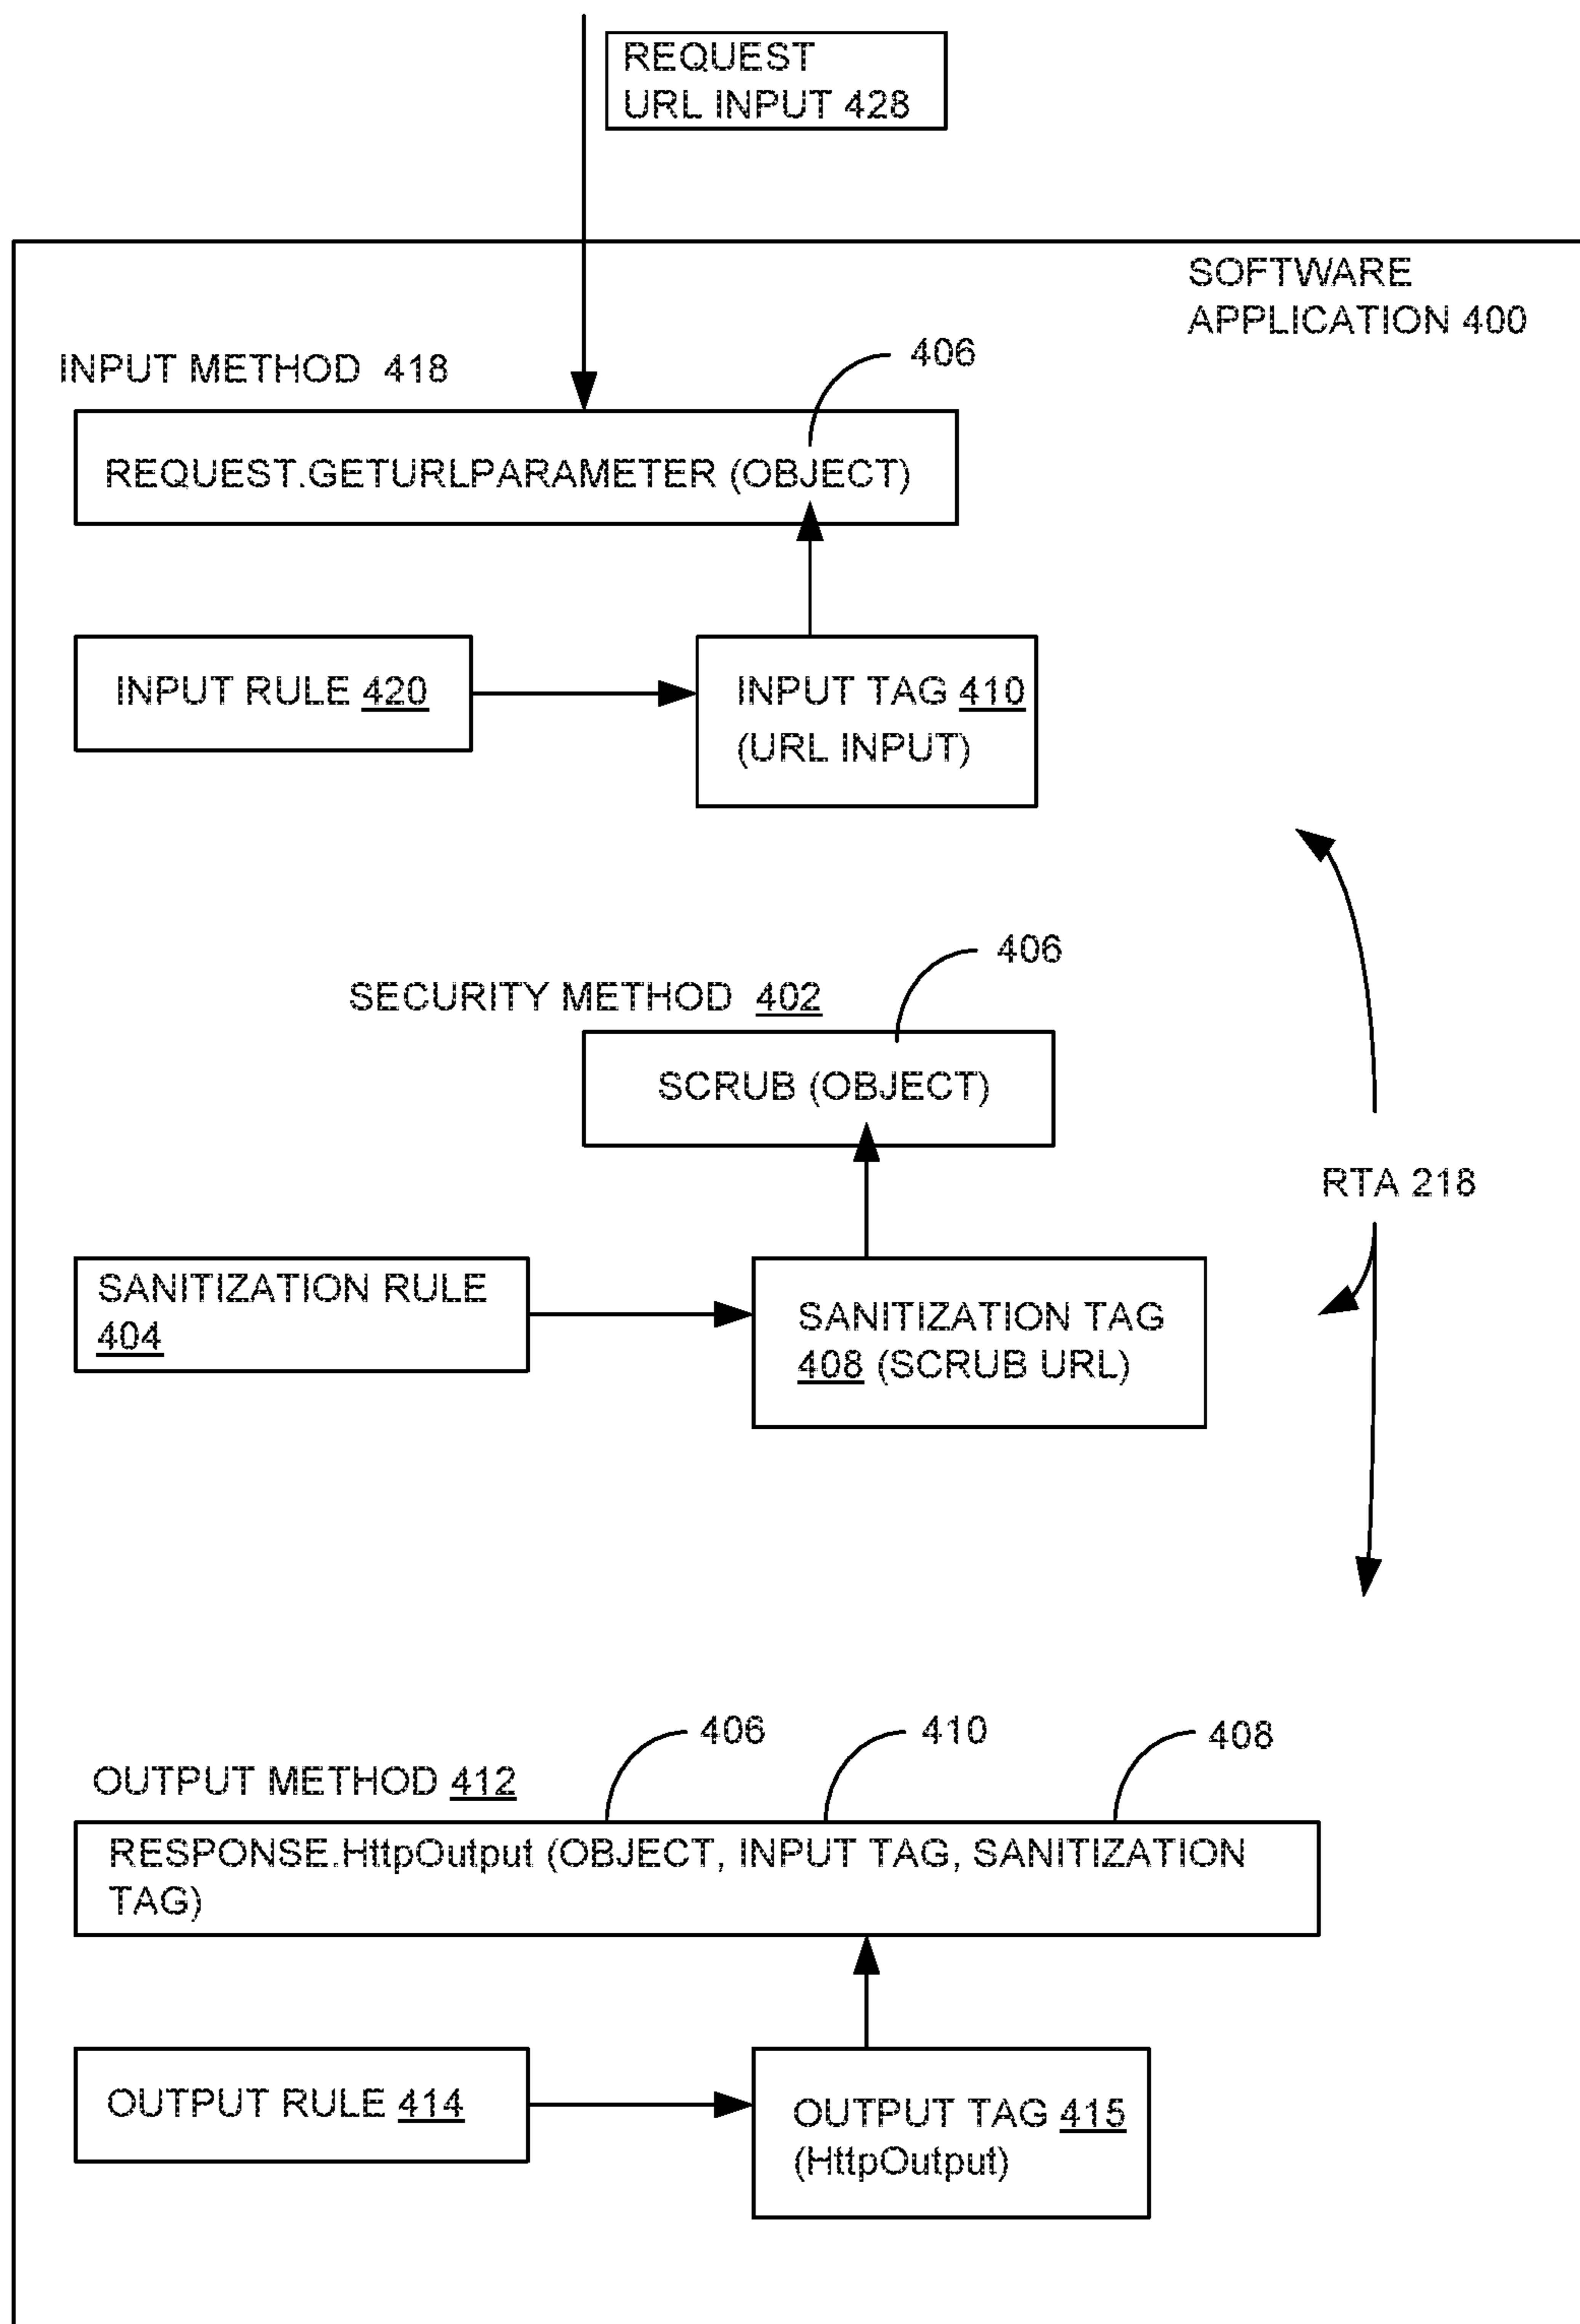 REQUEST
URL INPUT 428
SOFTWARE
APPLICATION 400
INPUT METHOD 418
406
REQUEST.GETURLPARAMETER (OBJECT)
INPUT RULE 420
INPUT TAG 410
(URL INPUT)
406
SECURITY METHOD 402
SCRUB (OBJECT)
RTA 218
SANITIZATION RULE
404
SANITIZATION TAG
408 (SCRUB URL)
406
410
408
OUTPUT METHOD 412
RESPONSE.HttpOutput (OBJECT, INPUT TAG, SANITIZATION
TAG)
OUTPUT RULE 414
OUTPUT TAG 415
(HttpOutput)